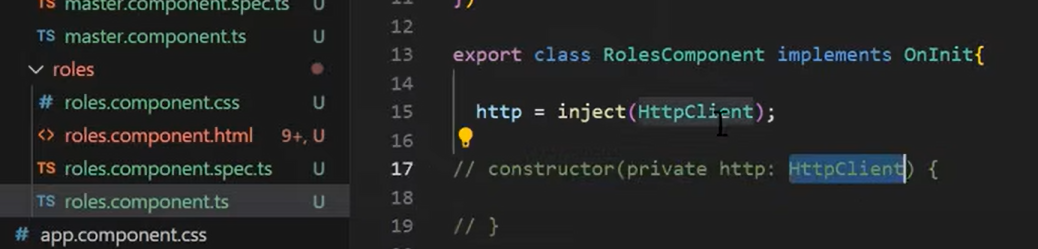 TS master.component.spec.ts U
TS master.component.ts U
roles
# roles.component.css U
<> roles.component.html 9+, U
TS roles.component.spec.ts U
TS roles.component.ts U
# app.component.css
11 })
12
13 export class RolesComponent implements OnInit{
14
15 http = inject(HttpClient);
16
17 // constructor(private http: HttpClient) {
18
19 // }